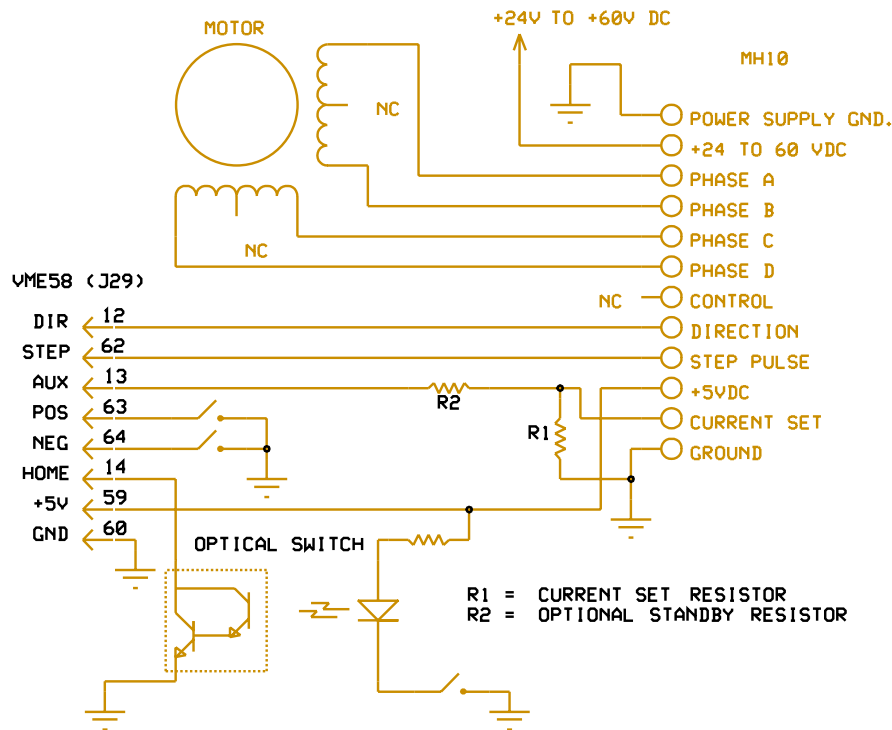 +24V TO +60V DC
MOTOR
MH10
NC
POWER SUPPLY GND.
+24 TO 60 VDC
PHASE A
PHASE B
PHASE C
NC
PHASE D
VME58 (J29)
NC
CONTROL
DIR 12
DIRECTION
STEP 62
STEP PULSE
AUX 13
+5VDC
R2
POS 63
CURRENT SET
R1
NEG 64
GROUND
HOME 14
+5V 59
GND 60
OPTICAL SWITCH
R1 = CURRENT SET RESISTOR
R2 = OPTIONAL STANDBY RESISTOR